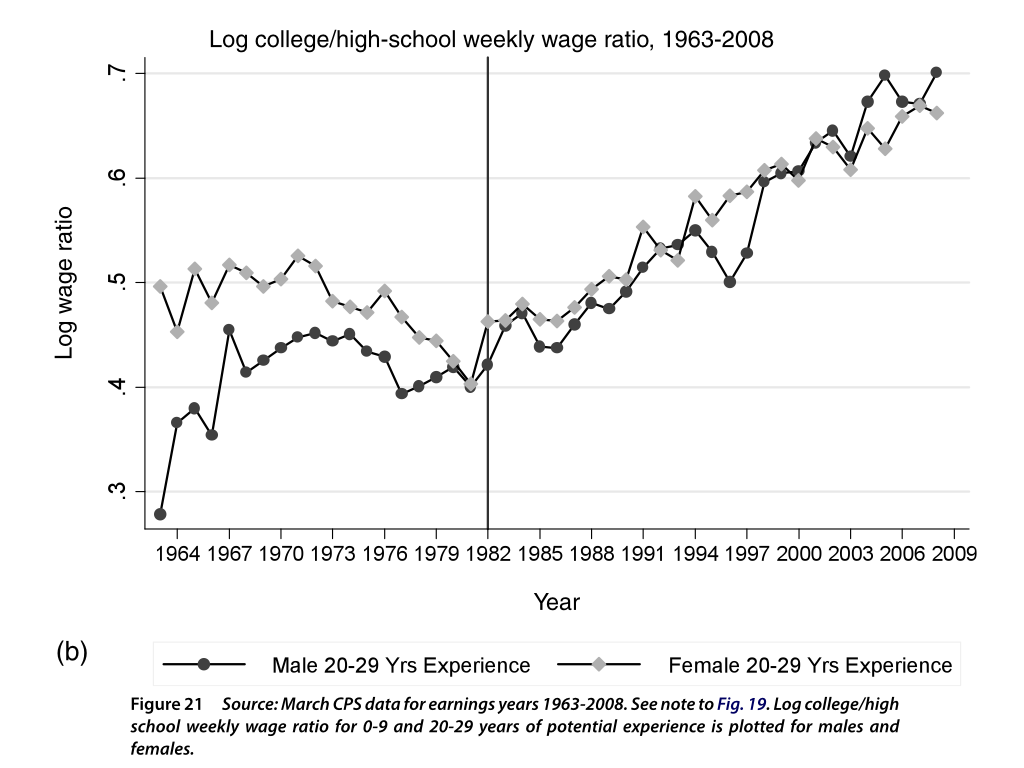 Log college/high-school weekly wage ratio, 1963-2008
.7
.6
.5
.4
.3
Log wage ratio
1964 1967 1970 1973 1976 1979 1982 1985 1988 1991 1994 1997 2000 2003 2006 2009
Year
(b)
Male 20-29 Yrs Experience Female 20-29 Yrs Experience
Figure 21 Source: March CPS data for earnings years 1963-2008. See note to Fig. 19. Log college/high
school weekly wage ratio for 0-9 and 20-29 years of potential experience is plotted for males and
females.